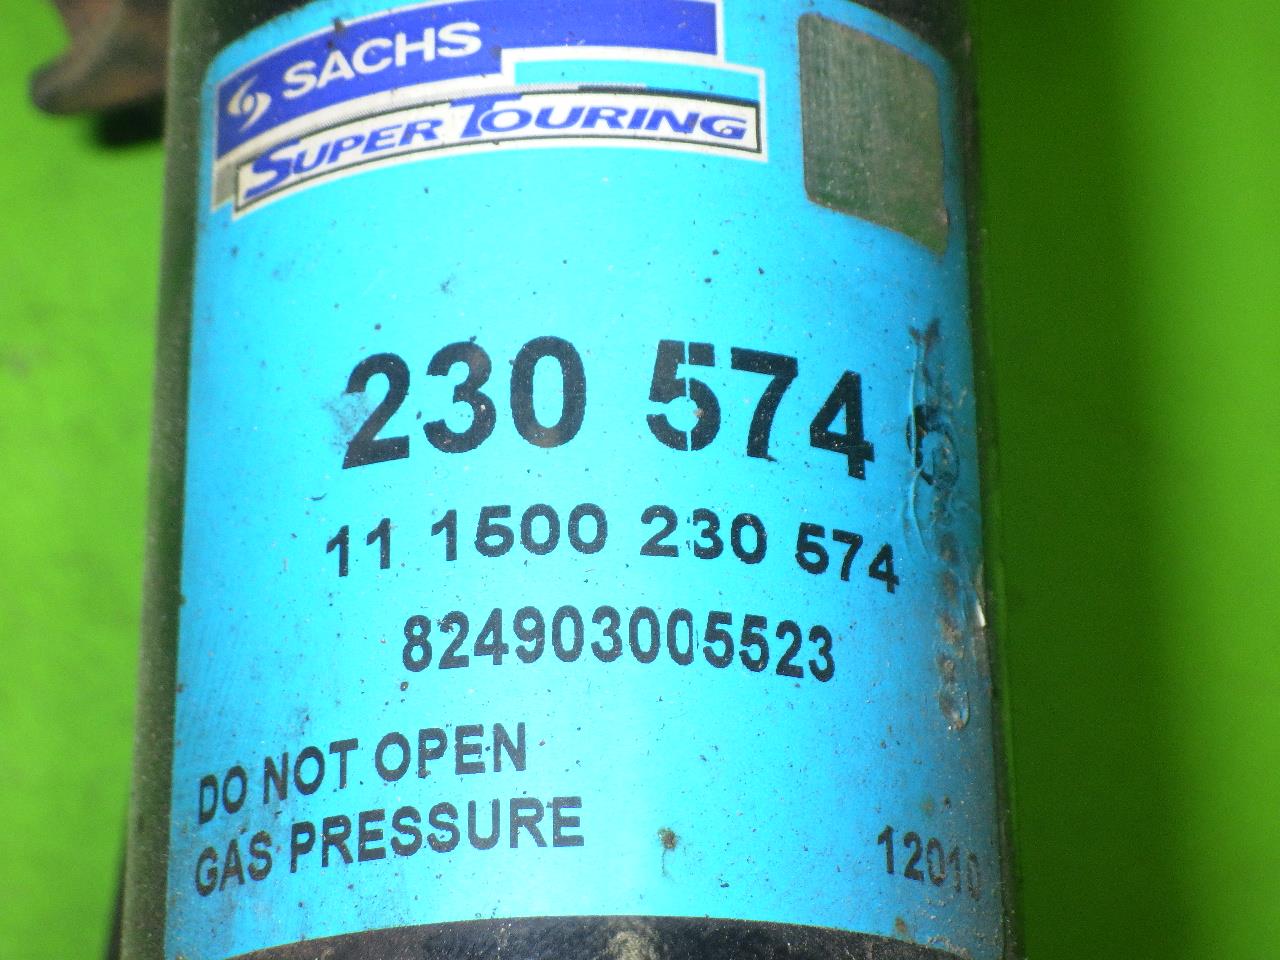 SACHS
SUPER TOURING
230 574
11 1500 230 574
824903005523
DO NOT OPEN
GAS PRESSURE
12010